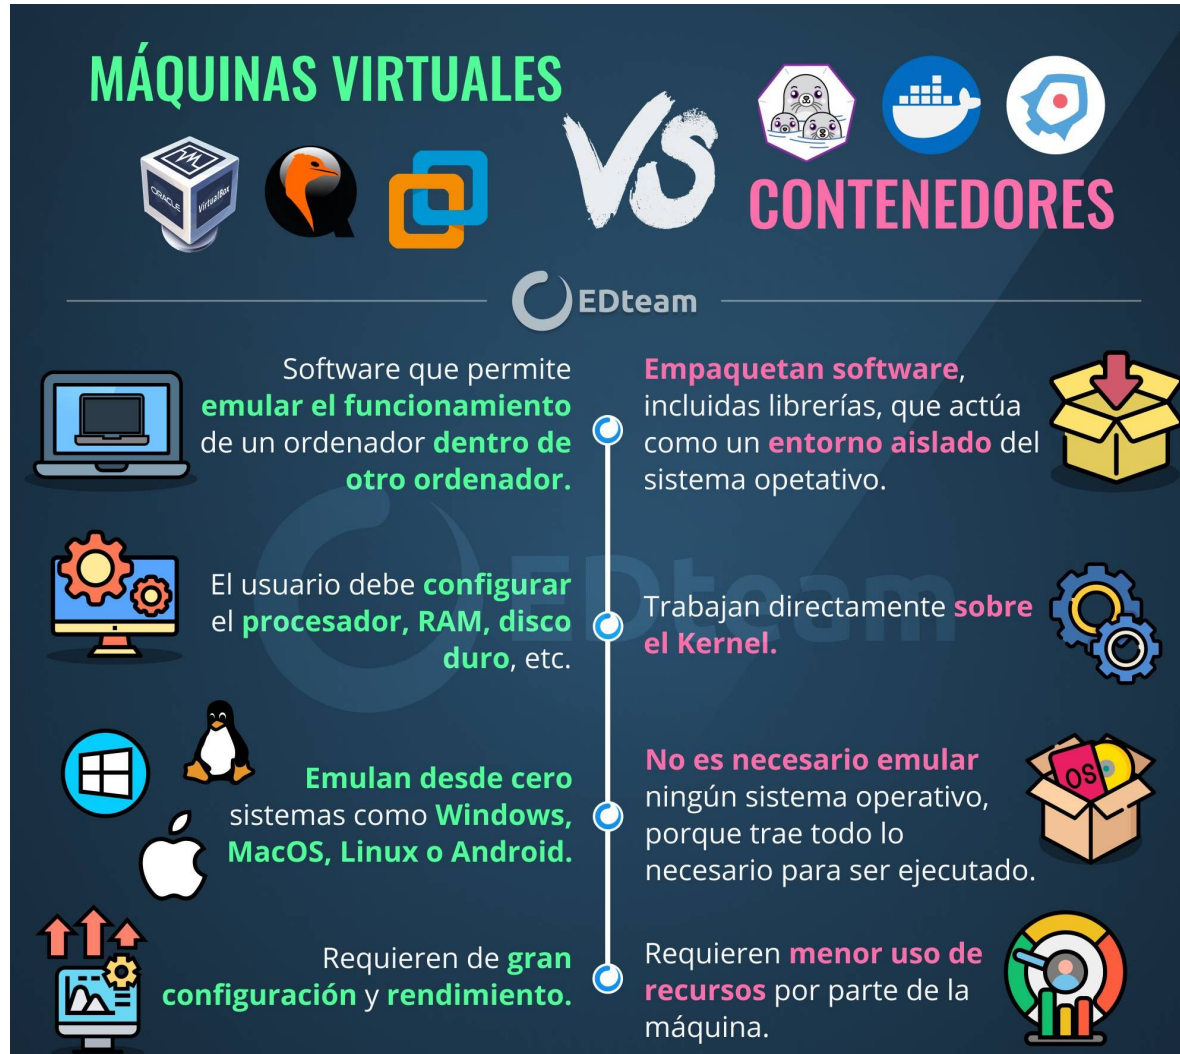 MÁQUINAS VIRTUALES
VS
CONTENEDORES
ORACLE
VirtualBox
EDteam
Software que permite
emular el funcionamiento
de un ordenador dentro de
otro ordenador.
Empaquetan software,
incluidas librerías, que actúa
como un entorno aislado del
sistema opetativo.
El usuario debe configurar
el procesador, RAM, disco
duro, etc.
Trabajan directamente sobre
el Kernel.
EDteam
Emulan desde cero
sistemas como Windows,
MacOS, Linux o Android.
No es necesario emular
ningún sistema operativo,
porque trae todo lo
necesario para ser ejecutado.
OS
Requieren de gran
configuración y rendimiento.
Requieren menor uso de
recursos por parte de la
máquina.